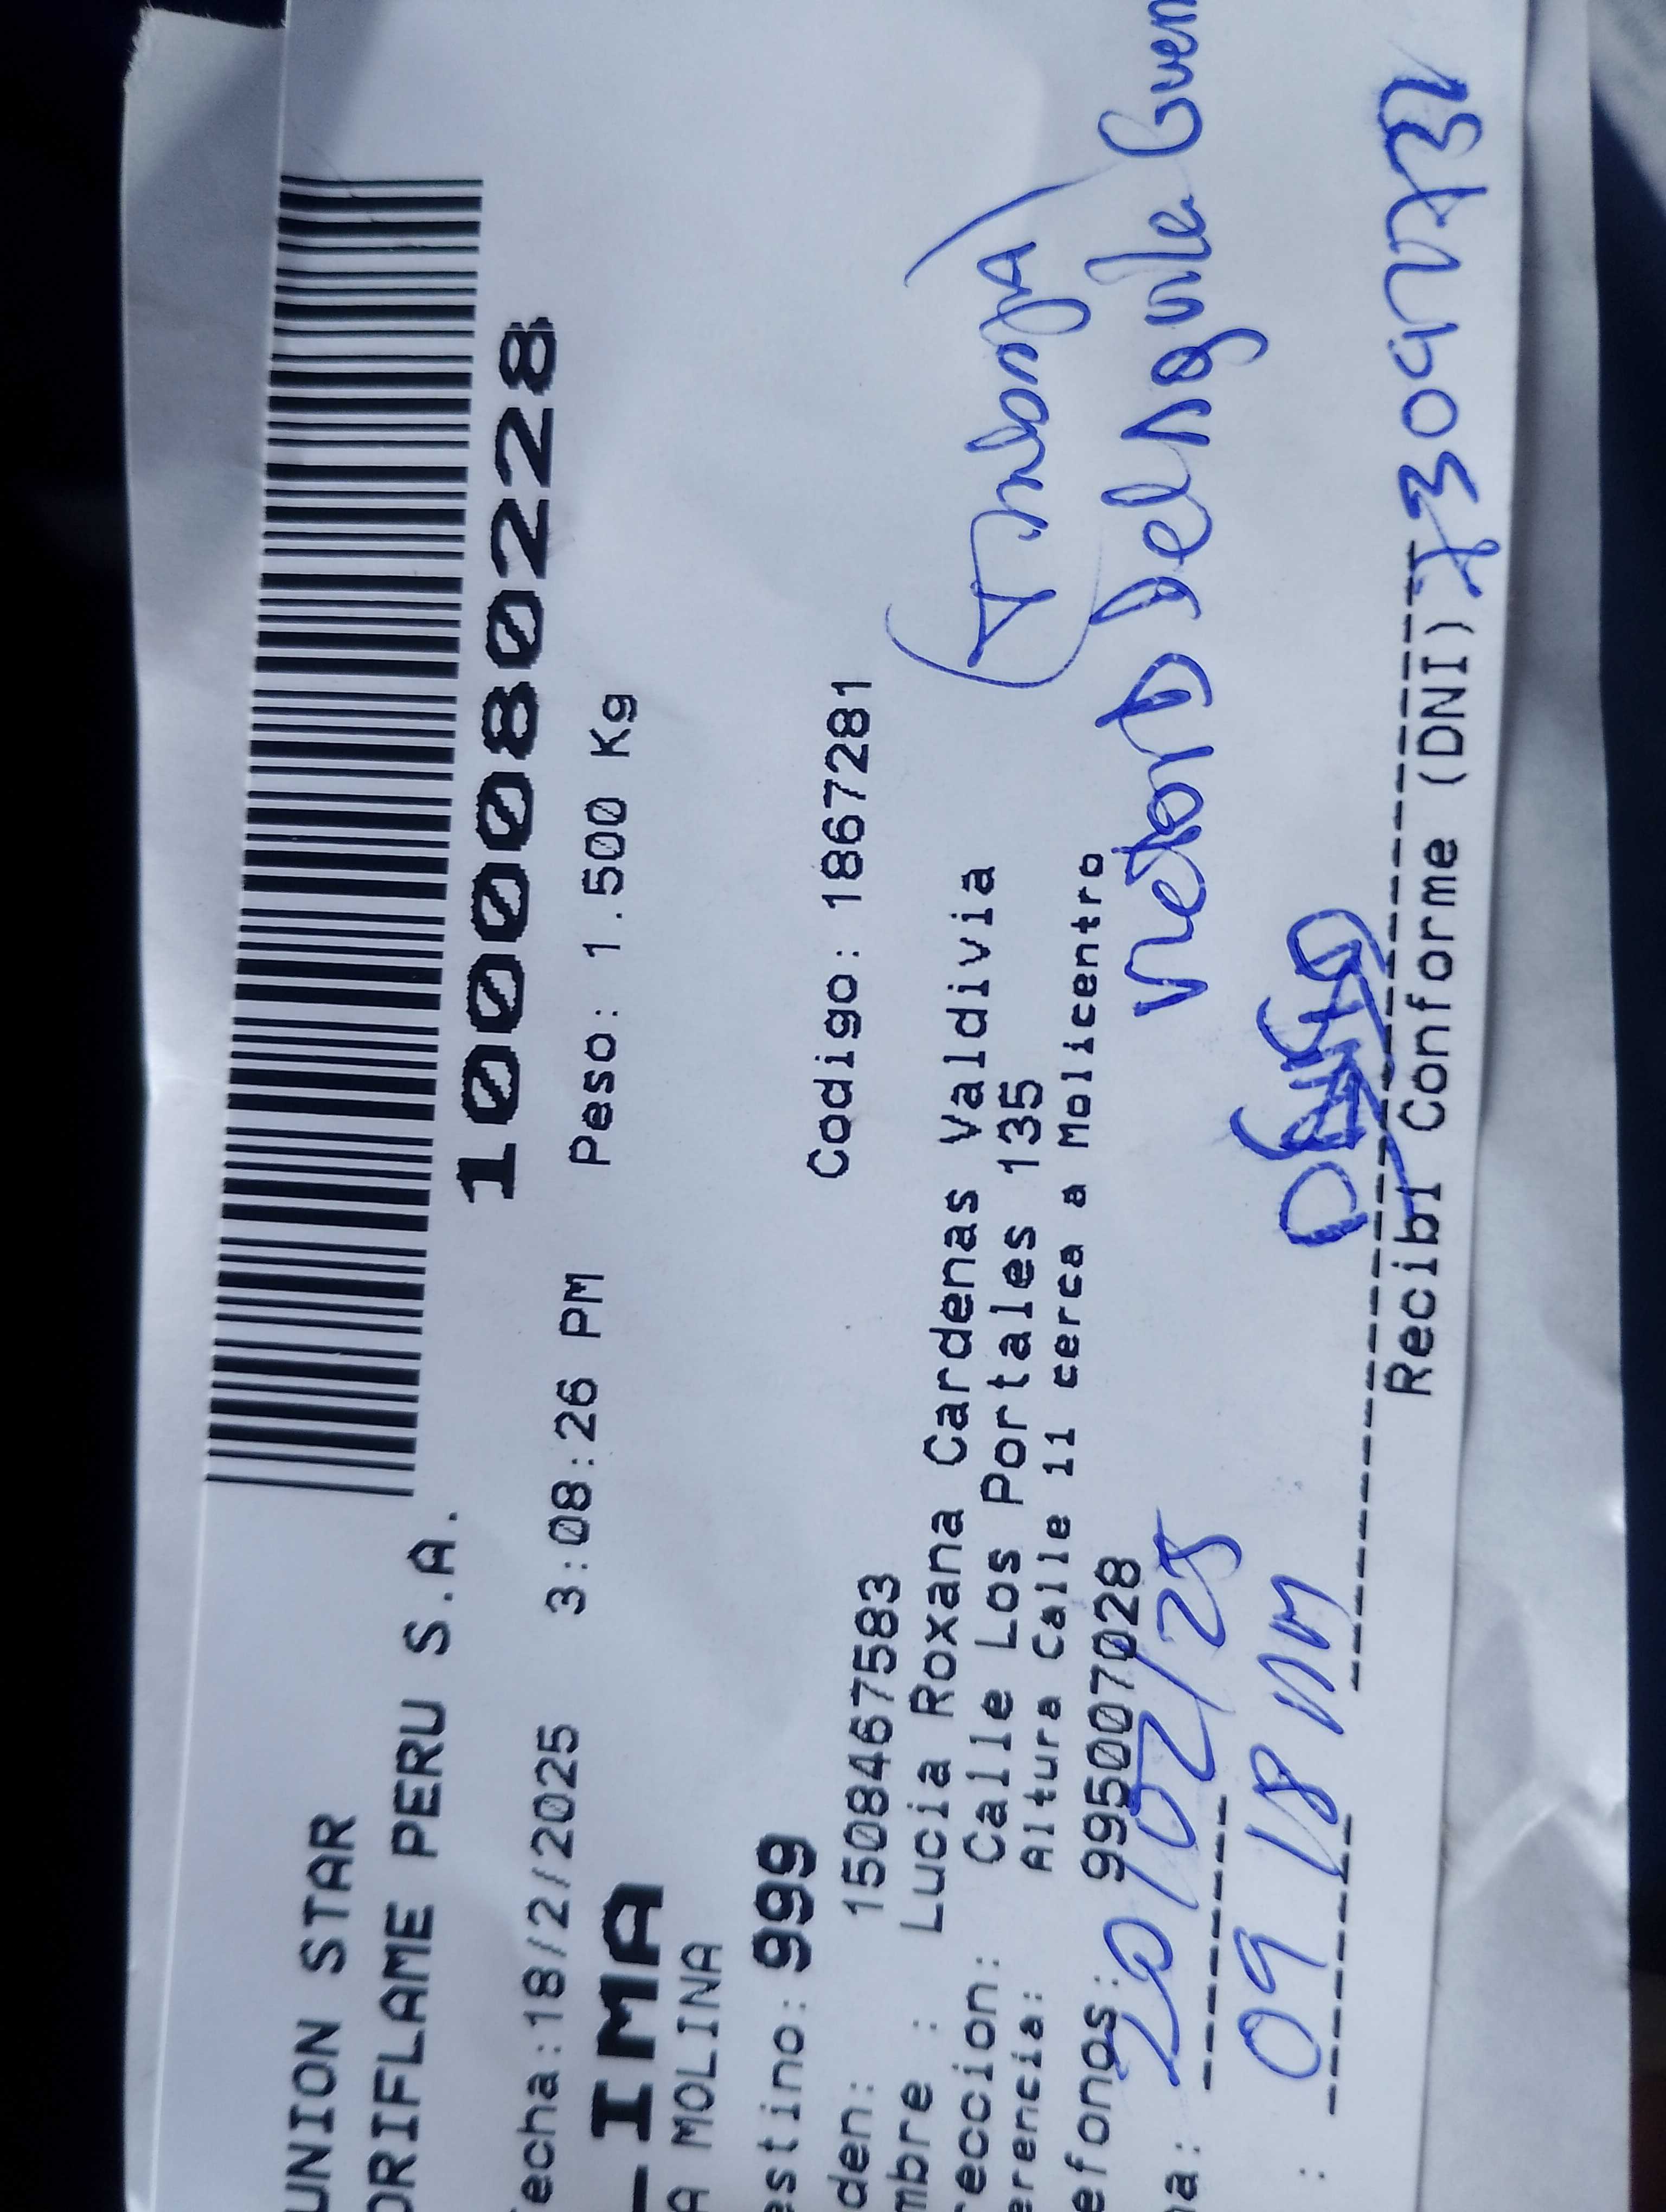 UNION STAR
ORIFLAME PERU S.A.
1000080228
echa:18/2/2025 3:08:26 PM Peso: 1.500 Kg
IMA
A MOLINA
estino: 999
den: 1508467583 Codigo: 1867281
mbre : Lucia Roxana Cardenas Valdivia
reccion: Calle Los Portales 135
erencia: Altura Calle 11 cerca a Molicentro
efonos: 995007028
na: 20/02/25
: 09 18 AM
Recibi Conforme (DNI)